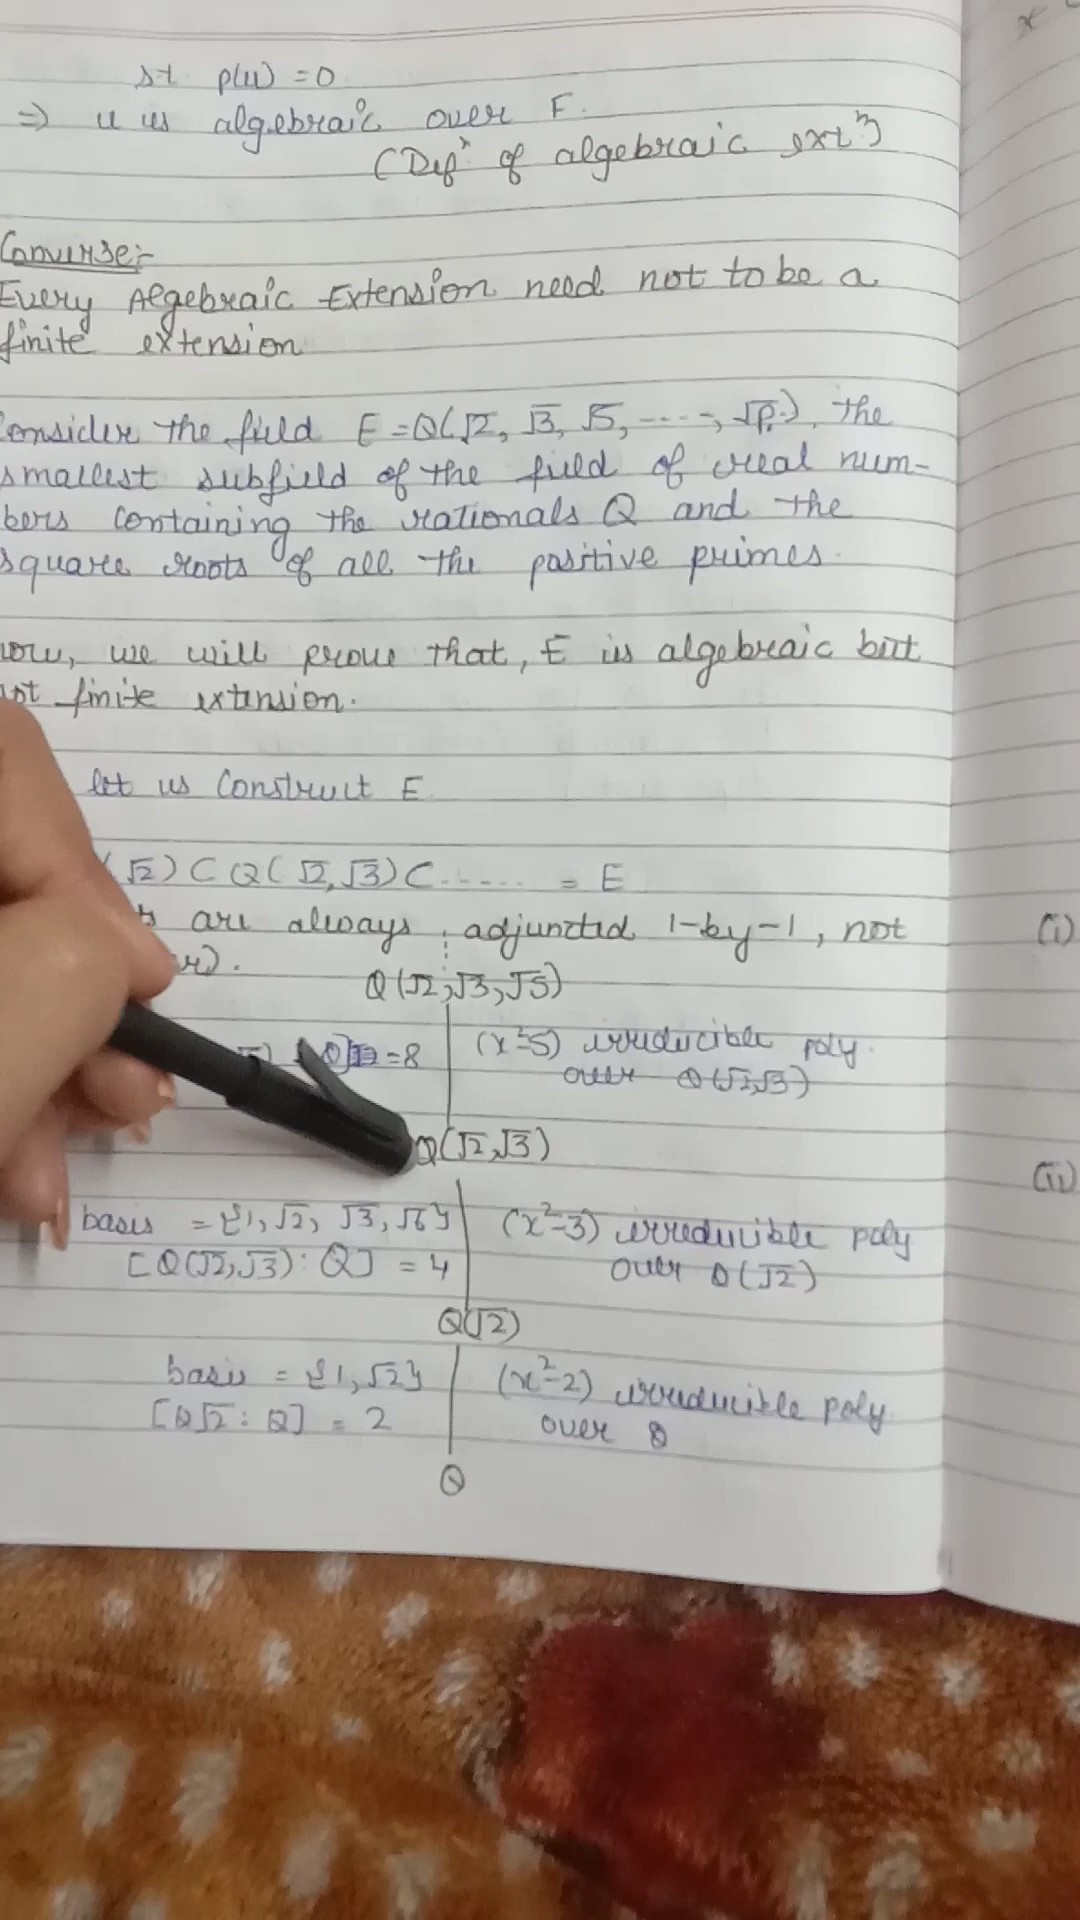 s.t. p(u) = 0
⇒ u is algebraic over F.
(Defⁿ of algebraic extⁿ)
Converse:-
Every Algebraic Extension need not to be a
finite extension
Consider the field E = Q(√2, √3, √5, ----, √pᵢ), the
smallest subfield of the field of real num-
bers containing the rationals Q and the
square roots of all the positive primes.
Now, we will prove that, E is algebraic but
not finite extension.
let us construct E
(√2) ⊂ Q(√2, √3) ⊂ ..... = E
are always adjuncted 1-by-1, not
Q(√2, √3, √5)
= 8
(x²-5) irreducible poly.
over Q(√2,√3)
Q(√2,√3)
basis = {1, √2, √3, √6}
(x²-3) irreducible poly
[Q(√2,√3) : Q] = 4
over Q(√2)
Q(√2)
basis = {1, √2}
(x²-2) irreducible poly.
[Q√2 : Q] = 2
over Q
Q
x
(i)
(ii)